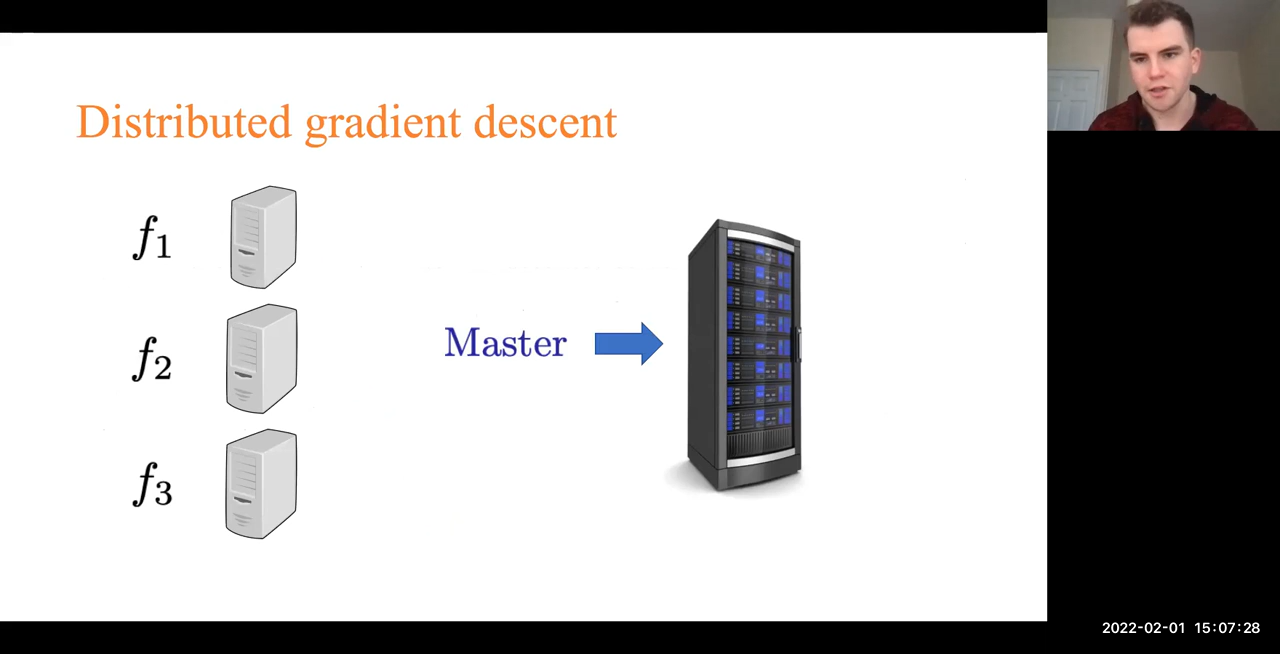 Distributed gradient descent
f₁
f₂
Master
f₃
2022-02-01 15:07:28